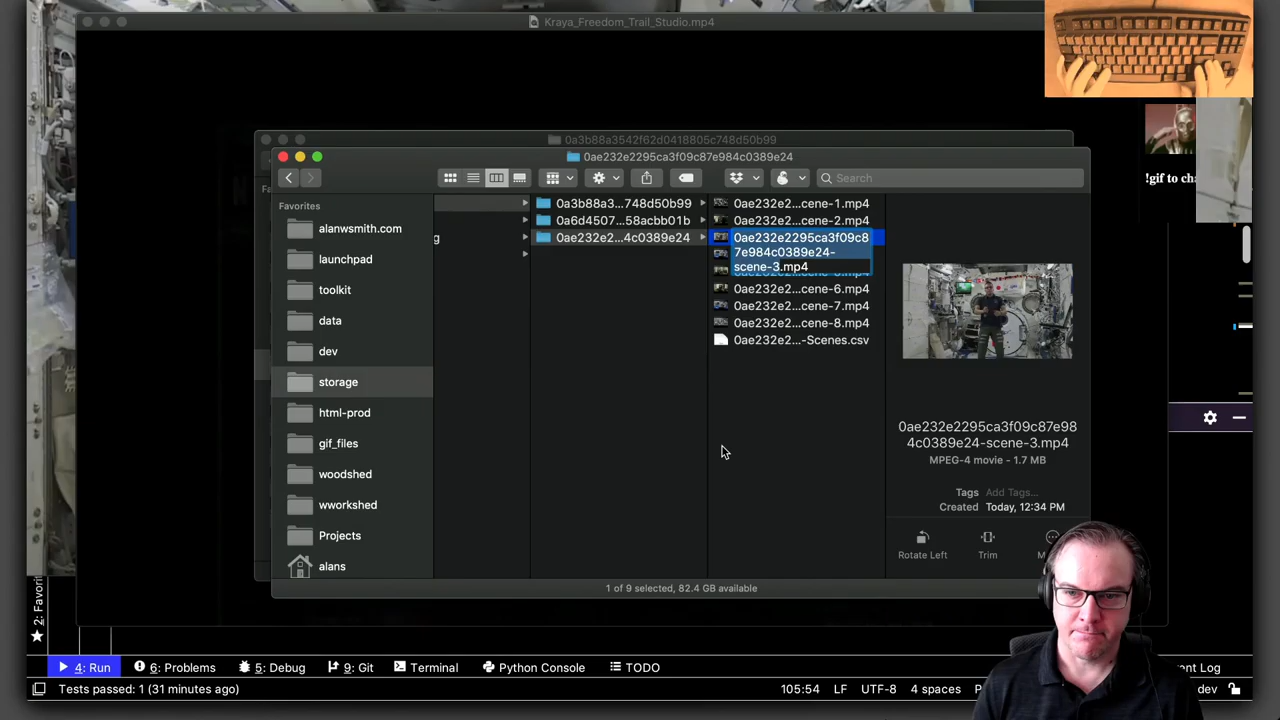 Kraya_Freedom_Trail_Studio.mp4
!gif to ch
0a3b88a3542f62d0418805c748d50b99
0ae232e2295ca3f09c87e984c0389e24
Search
Favorites
alanwsmith.com
launchpad
toolkit
data
dev
storage
html-prod
gif_files
woodshed
wworkshed
Projects
alans
g
0a3b88a3...748d50b99
0a6d4507...58acbb01b
0ae232e2...4c0389e24
0ae232e2...cene-1.mp4
0ae232e2...cene-2.mp4
0ae232e2295ca3f09c8
7e984c0389e24-
scene-3.mp4
0ae232e2...cene-6.mp4
0ae232e2...cene-7.mp4
0ae232e2...cene-8.mp4
0ae232e2...-Scenes.csv
0ae232e2295ca3f09c87e98
4c0389e24-scene-3.mp4
MPEG-4 movie - 1.7 MB
Tags Add Tags...
Created Today, 12:34 PM
Rotate Left
Trim
M
1 of 9 selected, 82.4 GB available
2: Favorit
4: Run
6: Problems
5: Debug
9: Git
Terminal
Python Console
TODO
ent Log
Tests passed: 1 (31 minutes ago)
105:54
LF
UTF-8
4 spaces
P
dev